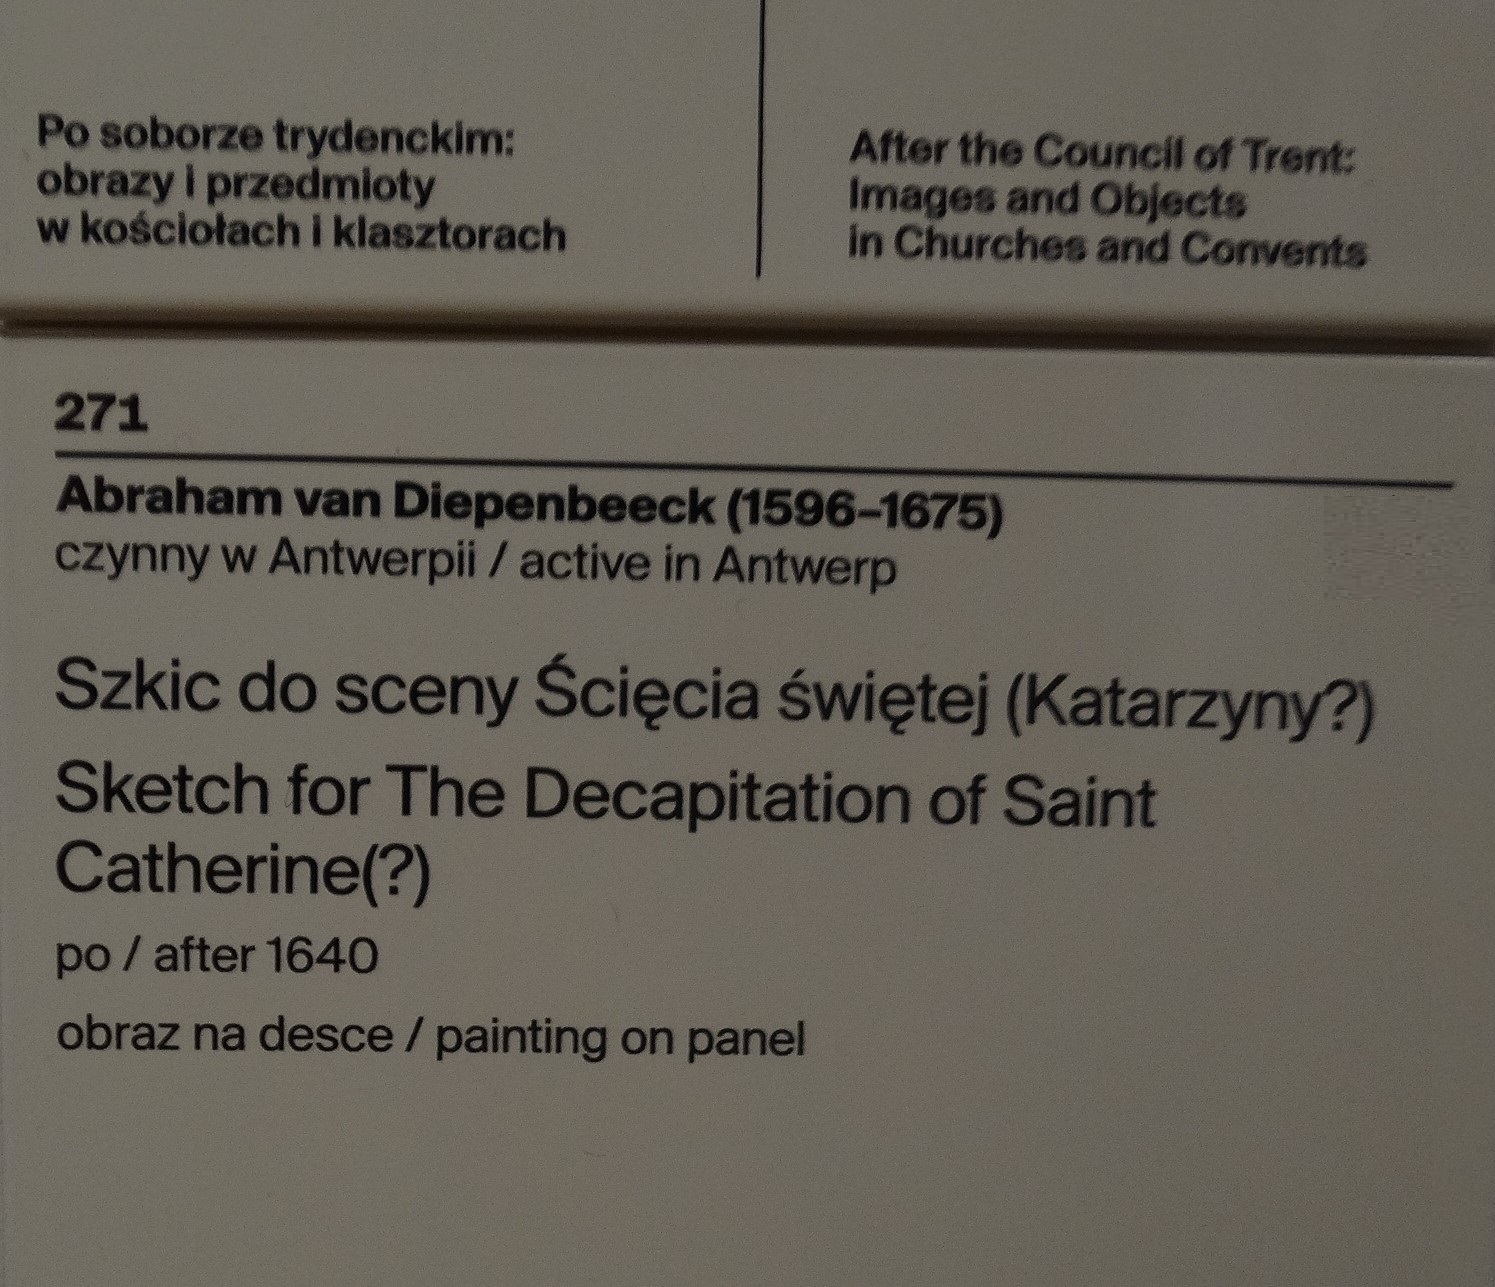 Po soborze trydenckim:
obrazy i przedmioty
w kościołach i klasztorach
After the Council of Trent:
Images and Objects
in Churches and Convents
271
Abraham van Diepenbeeck (1596–1675)
czynny w Antwerpii / active in Antwerp
Szkic do sceny Ścięcia świętej (Katarzyny?)
Sketch for The Decapitation of Saint
Catherine(?)
po / after 1640
obraz na desce / painting on panel